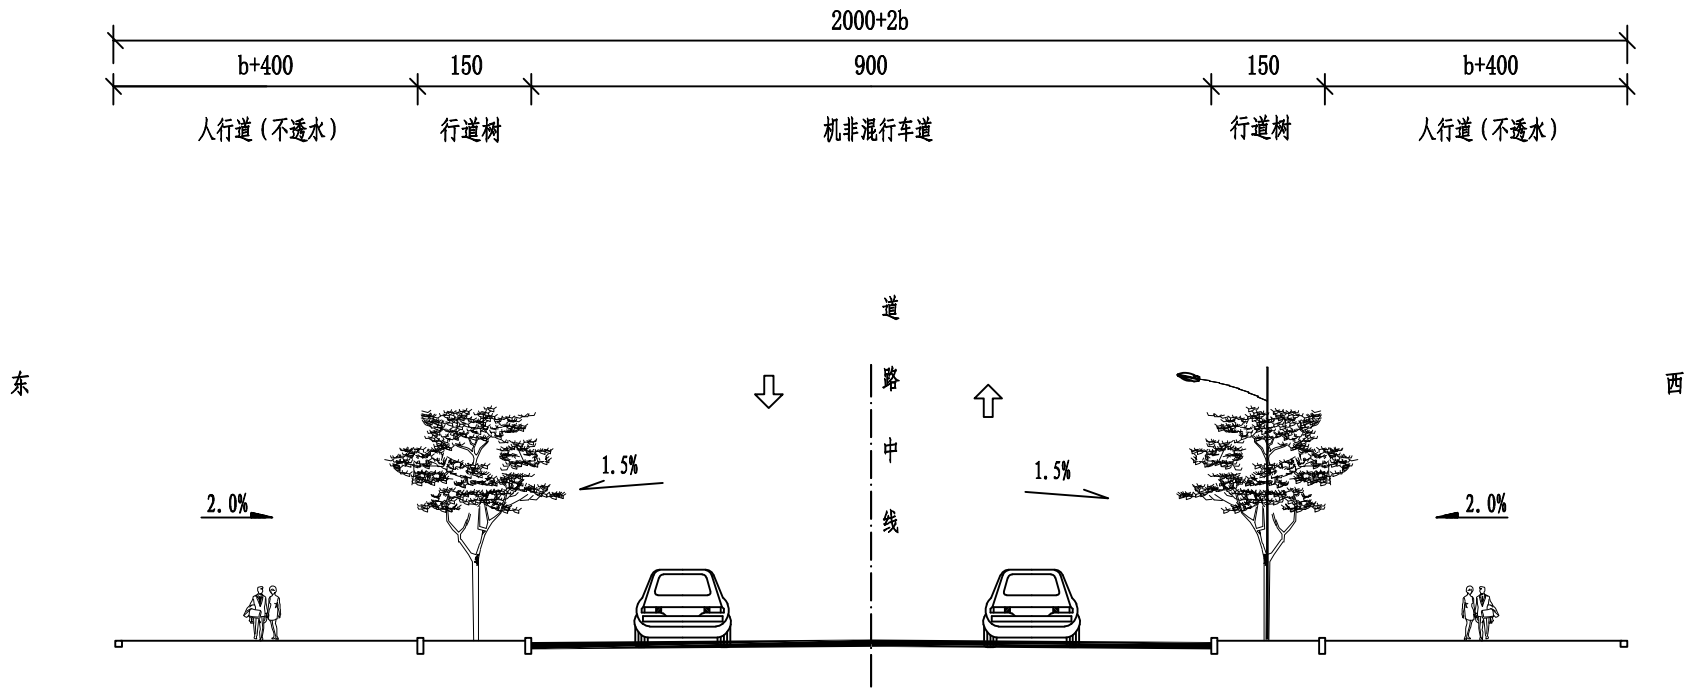 2000+2b
b+400 150 900 150 b+400
人行道(不透水) 行道树 机非混行车道 行道树 人行道(不透水)
道路中线
东 西
1.5% 1.5%
2.0% 2.0%